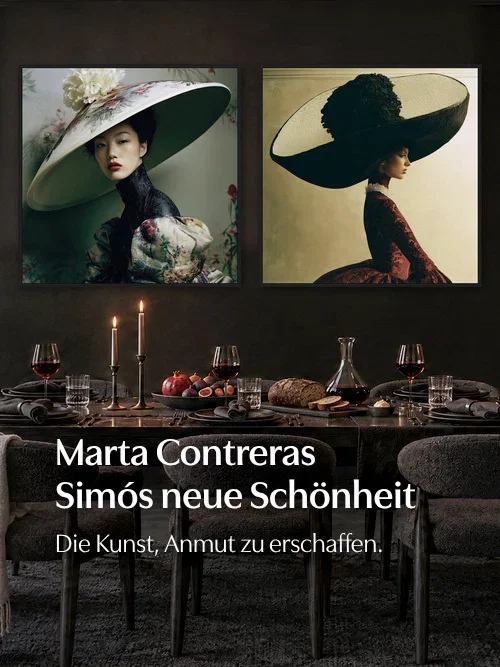 Marta Contreras
Simós neue Schönheit
Die Kunst, Anmut zu erschaffen.